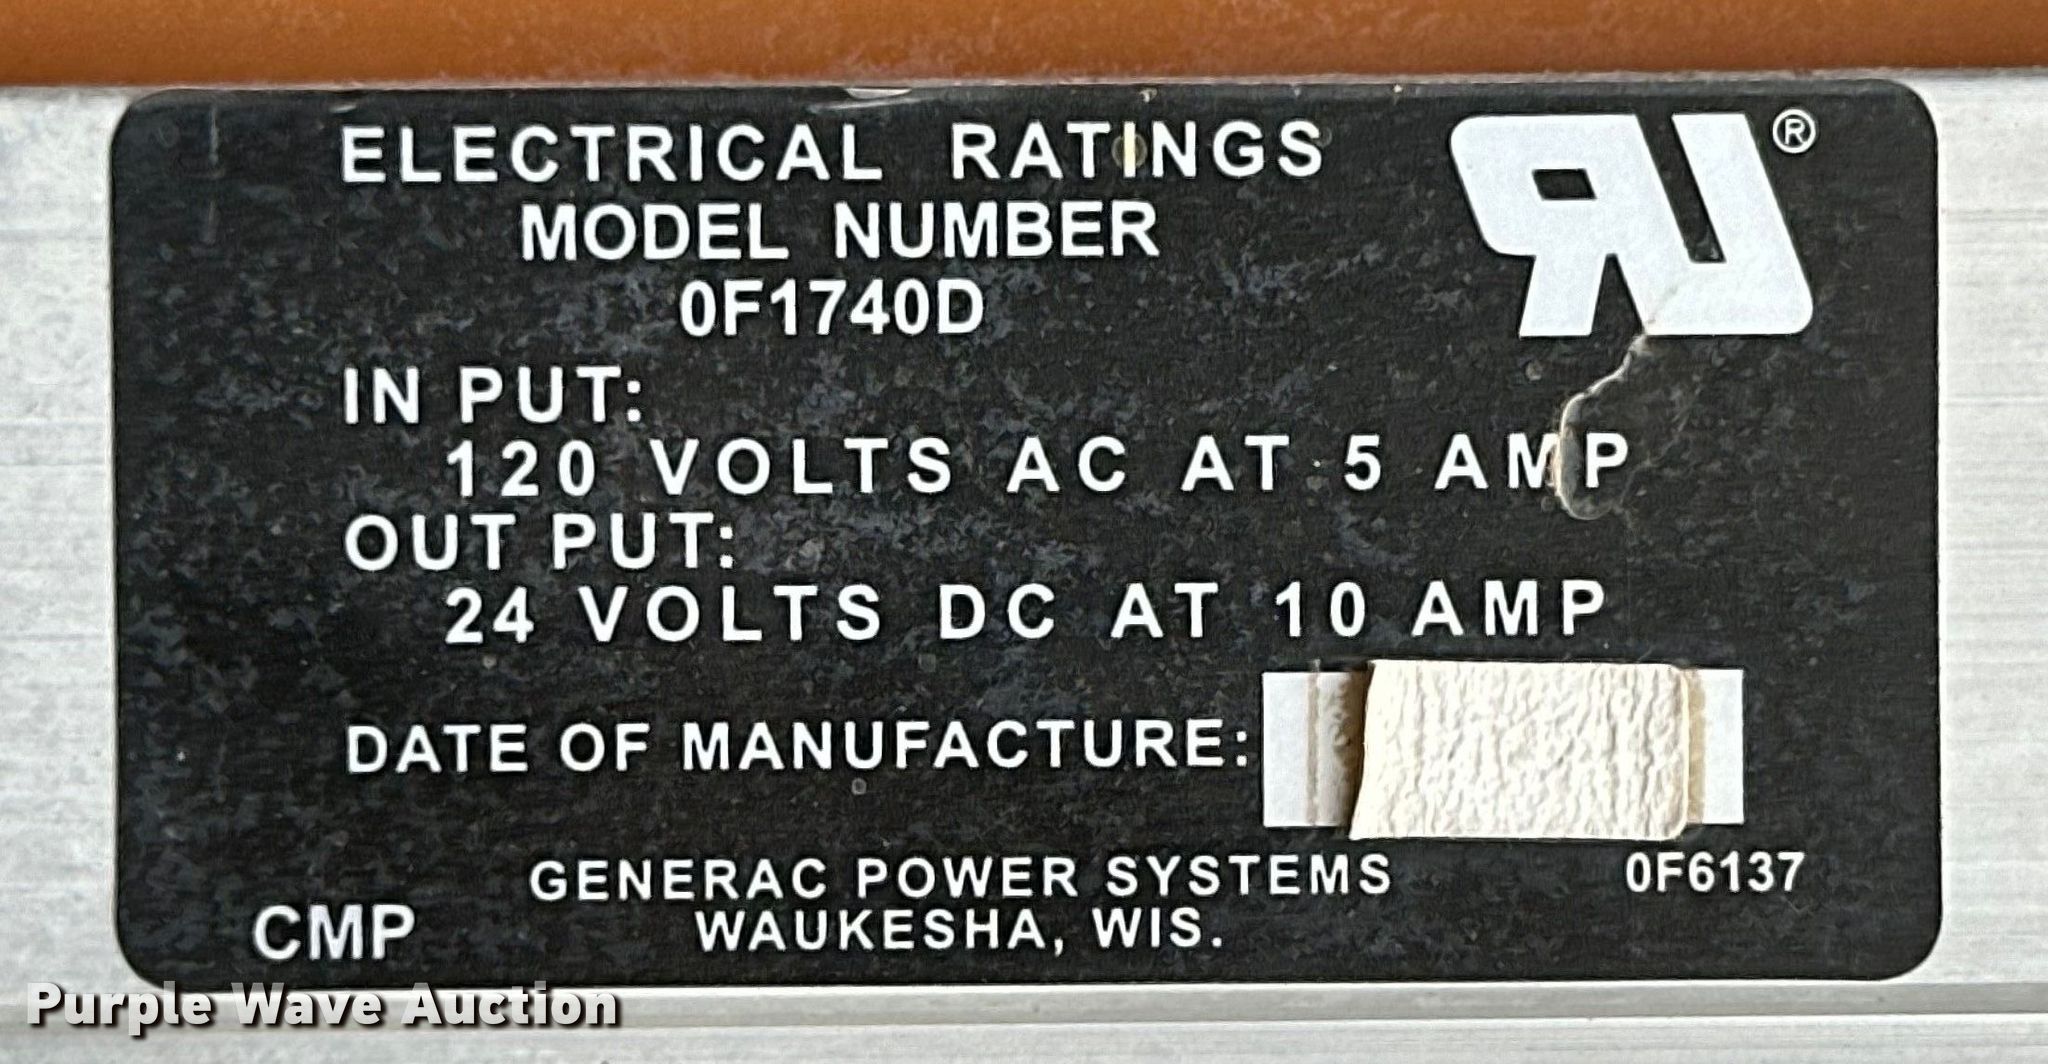 ELECTRICAL RATINGS
MODEL NUMBER
0F1740D
IN PUT:
120 VOLTS AC AT 5 AMP
OUT PUT:
24 VOLTS DC AT 10 AMP
DATE OF MANUFACTURE:
GENERAC POWER SYSTEMS 0F6137
WAUKESHA, WIS.
CMP
RU®
Purple Wave Auction